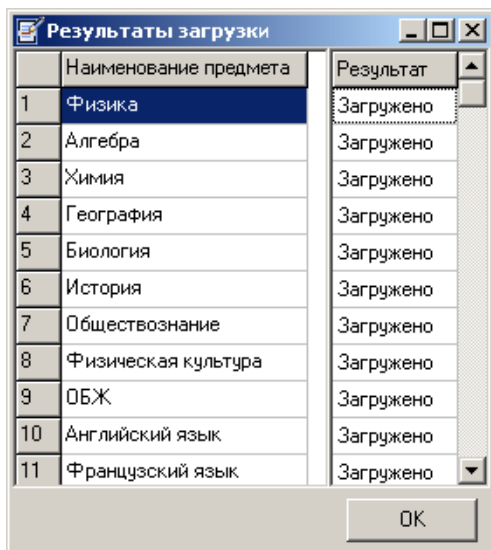 Результаты загрузки
Наименование предмета Результат
1 Физика Загружено
2 Алгебра Загружено
3 Химия Загружено
4 География Загружено
5 Биология Загружено
6 История Загружено
7 Обществознание Загружено
8 Физическая культура Загружено
9 ОБЖ Загружено
10 Английский язык Загружено
11 Французский язык Загружено
OK